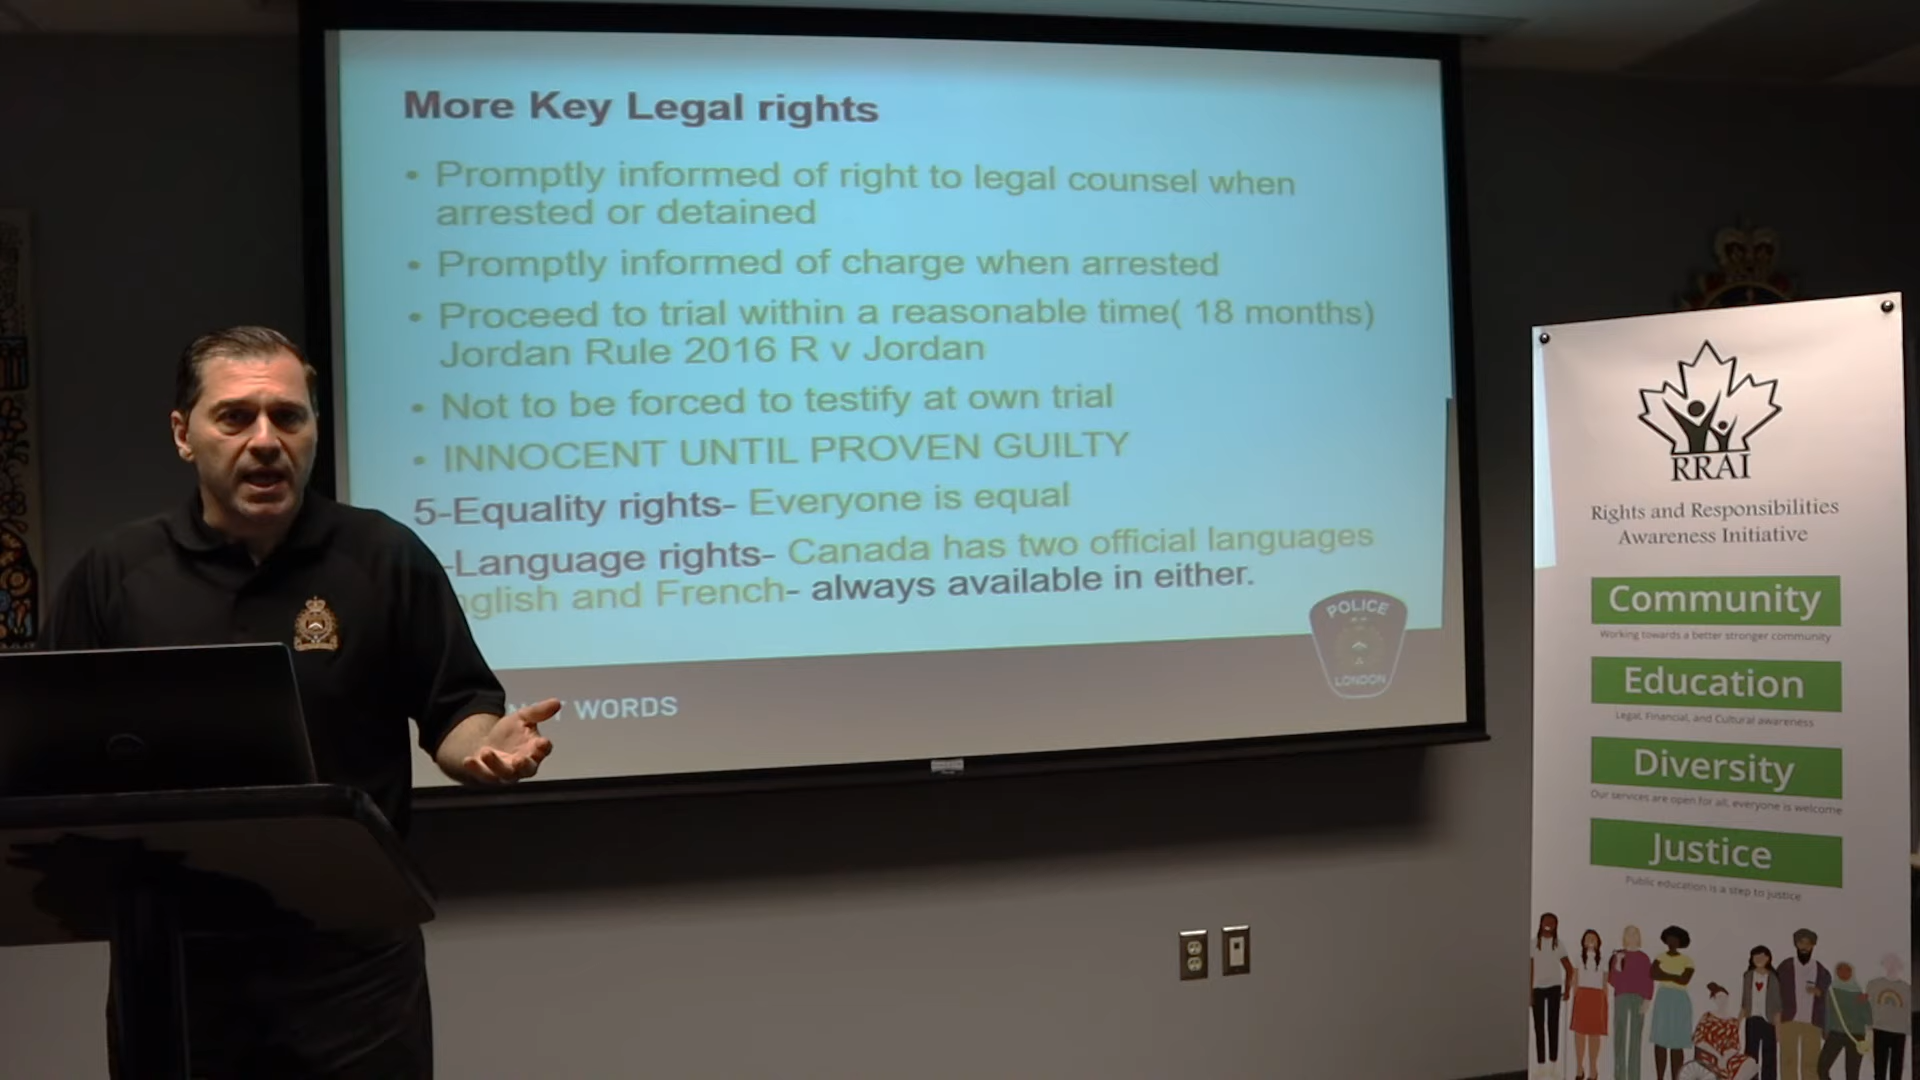 More Key Legal rights
• Promptly informed of right to legal counsel when
arrested or detained
• Promptly informed of charge when arrested
• Proceed to trial within a reasonable time( 18 months)
Jordan Rule 2016 R v Jordan
• Not to be forced to testify at own trial
• INNOCENT UNTIL PROVEN GUILTY
5-Equality rights- Everyone is equal
-Language rights- Canada has two official languages
nglish and French- always available in either.
WORDS
POLICE
LONDON
RRAI
Rights and Responsibilities
Awareness Initiative
Community
Working towards a better stronger community
Education
Legal, Financial, and Cultural awareness
Diversity
Our services are open for all, everyone is welcome
Justice
Public education is a step to justice